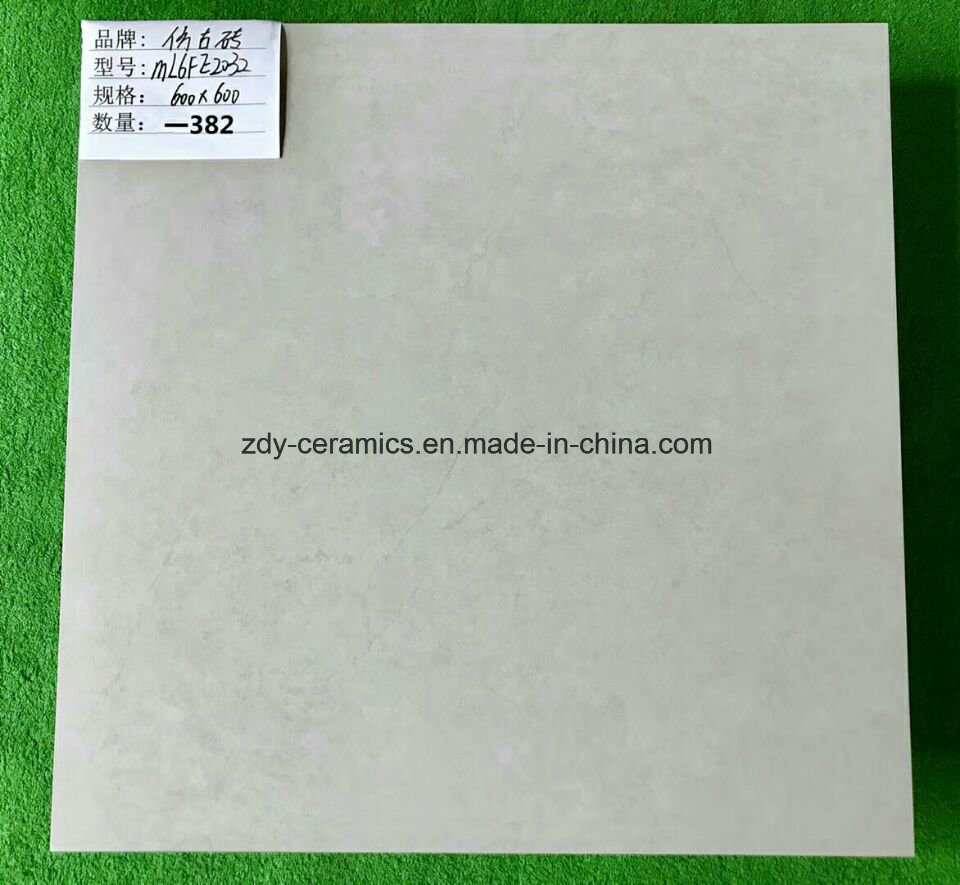 品牌: 仿古砖
型号: ML6FZ2032
规格: 600x600
数量: —382
zdy-ceramics.en.made-in-china.com